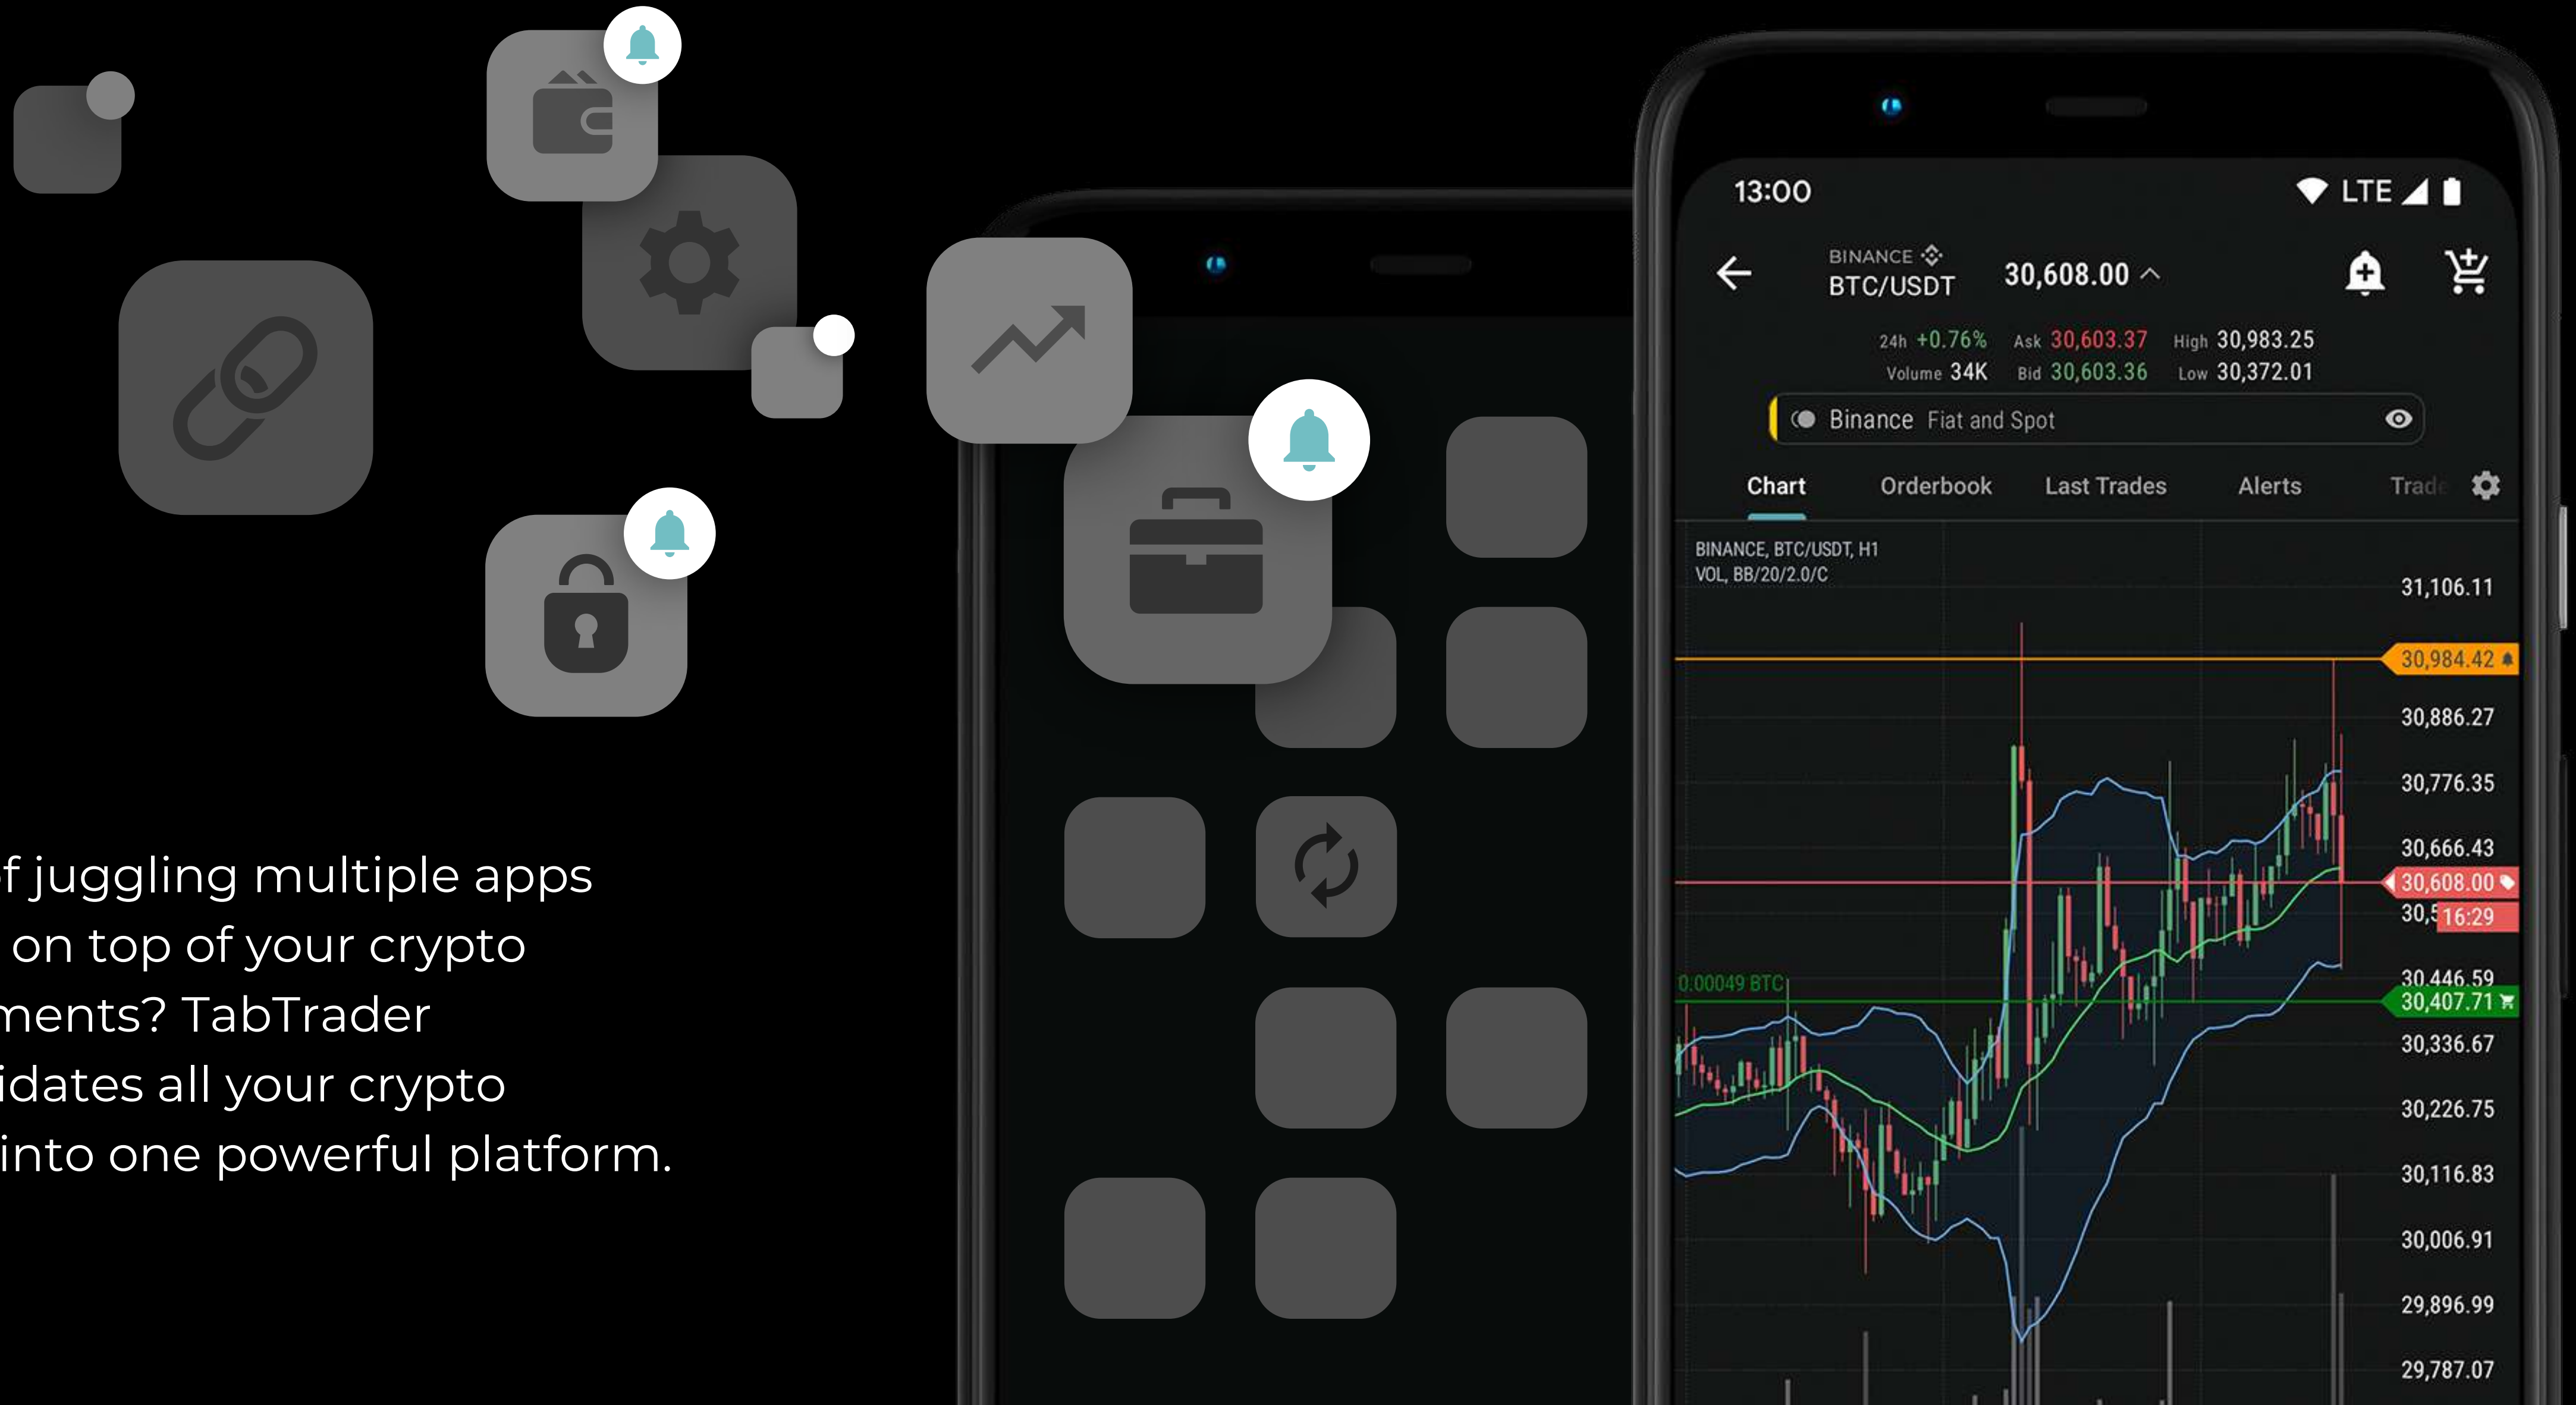 f juggling multiple apps
on top of your crypto
ments? TabTrader
idates all your crypto
into one powerful platform.
13:00
LTE
BINANCE
BTC/USDT
30,608.00
24h +0.76% Ask 30,603.37 High 30,983.25
Volume 34K Bid 30,603.36 Low 30,372.01
Binance Fiat and Spot
Chart Orderbook Last Trades Alerts Trade
BINANCE, BTC/USDT, H1
VOL, BB/20/2.0/C
31,106.11
30,984.42
30,886.27
30,776.35
30,666.43
30,608.00
30,5
16:29
0.00049 BTC
30,446.59
30,407.71
30,336.67
30,226.75
30,116.83
30,006.91
29,896.99
29,787.07